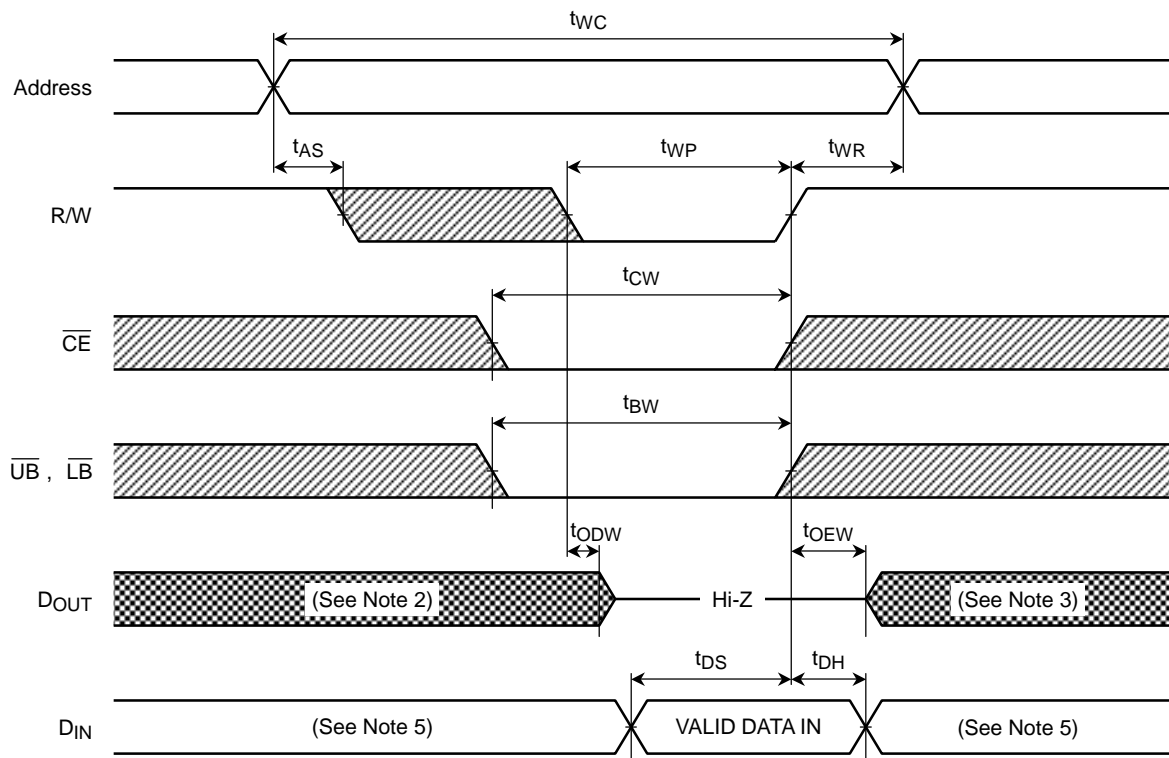 tWC
Address
tAS
tWP
tWR
R/W
tCW
CE
tBW
UB , LB
tODW
tOEW
DOUT
(See Note 2)
Hi-Z
(See Note 3)
tDS
tDH
DIN
(See Note 5)
VALID DATA IN
(See Note 5)